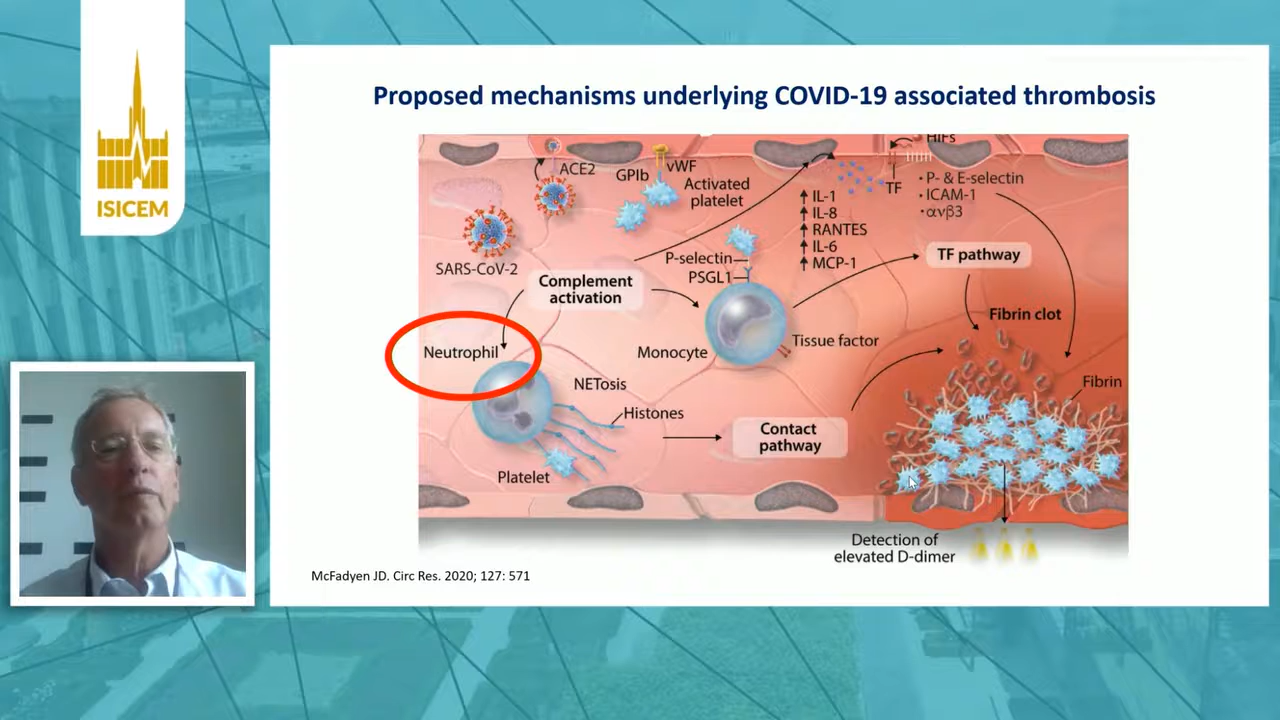 ISICEM
Proposed mechanisms underlying COVID-19 associated thrombosis
HIFs
ACE2
GPIb
vWF
Activated
platelet
TF
• P- & E-selectin
• ICAM-1
• αvβ3
IL-1
IL-8
RANTES
IL-6
MCP-1
SARS-CoV-2
P-selectin
PSGL1
TF pathway
Complement
activation
Fibrin clot
Neutrophil
Monocyte
Tissue factor
NETosis
Histones
Fibrin
Contact
pathway
Platelet
Detection of
elevated D-dimer
McFadyen JD. Circ Res. 2020; 127: 571